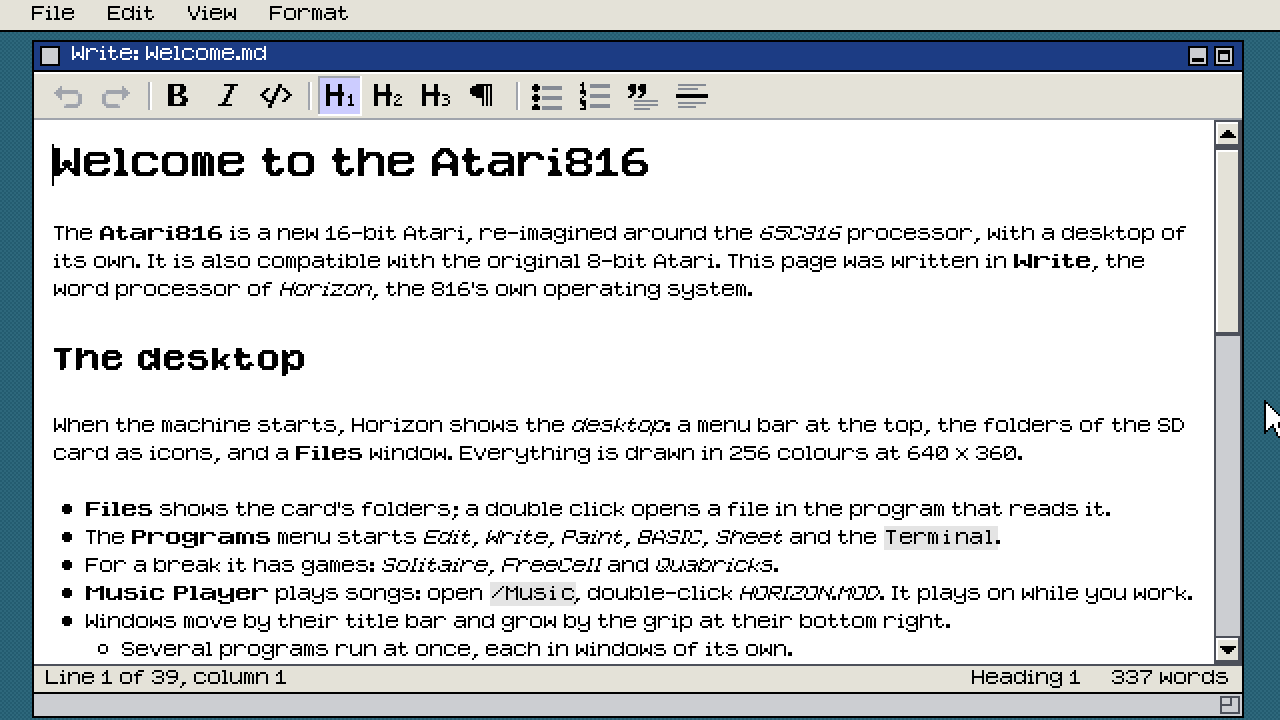 File Edit View Format
Write: Welcome.md
B I </> H1 H2 H3 ¶
Welcome to the Atari816
The Atari816 is a new 16-bit Atari, re-imagined around the 65C816 processor, with a desktop of
its own. It is also compatible with the original 8-bit Atari. This page was written in Write, the
word processor of Horizon, the 816's own operating system.
The desktop
When the machine starts, Horizon shows the desktop: a menu bar at the top, the folders of the SD
card as icons, and a Files window. Everything is drawn in 256 colours at 640 x 360.
• Files shows the card's folders; a double click opens a file in the program that reads it.
• The Programs menu starts Edit, Write, Paint, BASIC, Sheet and the Terminal.
• For a break it has games: Solitaire, FreeCell and Quabricks.
• Music Player plays songs: open /Music, double-click HORIZON.MOD. It plays on while you work.
• Windows move by their title bar and grow by the grip at their bottom right.
○ Several programs run at once, each in windows of its own.
Line 1 of 39, column 1 Heading 1 337 words